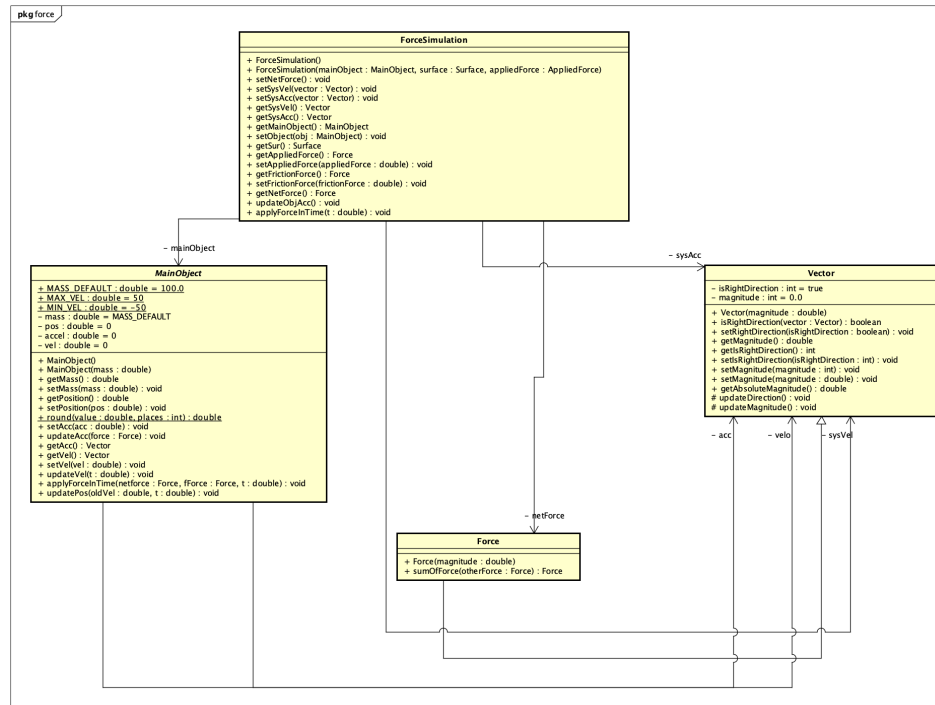 pkg force
ForceSimulation
+ ForceSimulation()
+ ForceSimulation(mainObject : MainObject, surface : Surface, appliedForce : AppliedForce)
+ setNetForce() : void
+ setSysVel(vector : Vector) : void
+ setSysAcc(vector : Vector) : void
+ getSysVel() : Vector
+ getSysAcc() : Vector
+ getMainObject() : MainObject
+ setObject(obj : MainObject) : void
+ getSur() : Surface
+ getAppliedForce() : Force
+ setAppliedForce(appliedForce : double) : void
+ getFrictionForce() : Force
+ setFrictionForce(frictionForce : double) : void
+ getNetForce() : Force
+ updateObjAcc() : void
+ applyForceInTime(t : double) : void
- mainObject
- sysAcc
MainObject
+ MASS_DEFAULT : double = 100.0
+ MAX_VEL : double = 50
+ MIN_VEL : double = -50
- mass : double = MASS_DEFAULT
- pos : double = 0
- accel : double = 0
- vel : double = 0
+ MainObject()
+ MainObject(mass : double)
+ getMass() : double
+ setMass(mass : double) : void
+ getPosition() : double
+ setPosition(pos : double) : void
+ round(value : double, places : int) : double
+ setAcc(acc : double) : void
+ updateAcc(force : Force) : void
+ getAcc() : Vector
+ getVel() : Vector
+ setVel(vel : double) : void
+ updateVel(t : double) : void
+ applyForceInTime(netforce : Force, fForce : Force, t : double) : void
+ updatePos(oldVel : double, t : double) : void
Vector
- isRightDirection : int = true
- magnitude : int = 0.0
+ Vector(magnitude : double)
+ isRightDirection(vector : Vector) : boolean
+ setRightDirection(isRightDirection : boolean) : void
+ getMagnitude() : double
+ getIsRightDirection() : int
+ setIsRightDirection(isRightDirection : int) : void
+ setMagnitude(magnitude : int) : void
+ setMagnitude(magnitude : double) : void
+ getAbsoluteMagnitude() : double
# updateDirection() : void
# updateMagnitude() : void
- acc
- velo
- sysVel
- netForce
Force
+ Force(magnitude : double)
+ sumOfForce(otherForce : Force) : Force